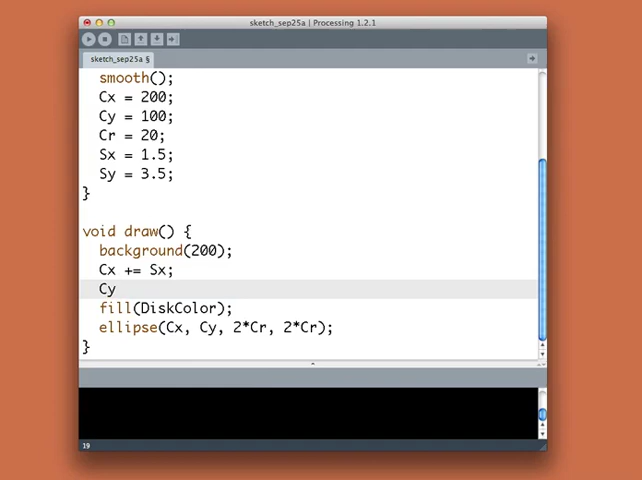 sketch_sep25a | Processing 1.2.1
sketch_sep25a §
smooth();
Cx = 200;
Cy = 100;
Cr = 20;
Sx = 1.5;
Sy = 3.5;
}
void draw() {
background(200);
Cx += Sx;
Cy
fill(DiskColor);
ellipse(Cx, Cy, 2*Cr, 2*Cr);
}
19